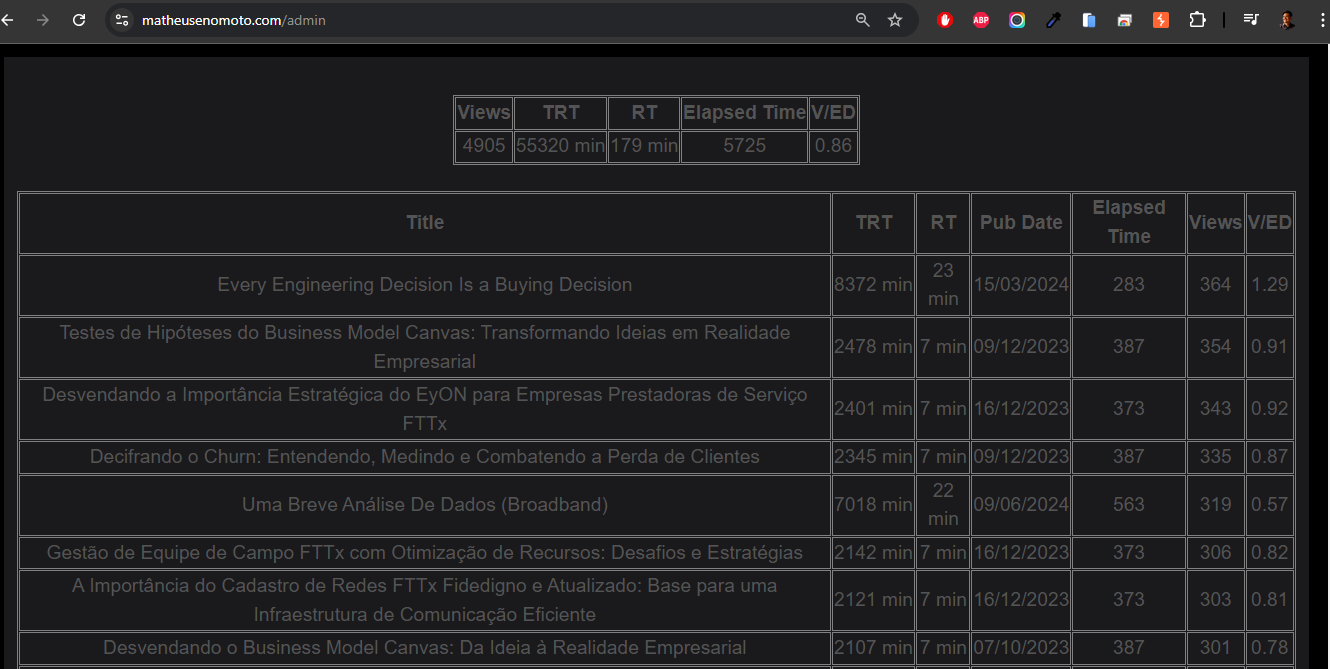 matheusenomoto.com/admin
ABP
Views TRT RT Elapsed Time V/ED
4905 55320 min 179 min 5725 0.86
Title TRT RT Pub Date Elapsed Time Views V/ED
Every Engineering Decision Is a Buying Decision 8372 min 23 min 15/03/2024 283 364 1.29
Testes de Hipóteses do Business Model Canvas: Transformando Ideias em Realidade
Empresarial 2478 min 7 min 09/12/2023 387 354 0.91
Desvendando a Importância Estratégica do EyON para Empresas Prestadoras de Serviço
FTTx 2401 min 7 min 16/12/2023 373 343 0.92
Decifrando o Churn: Entendendo, Medindo e Combatendo a Perda de Clientes 2345 min 7 min 09/12/2023 387 335 0.87
Uma Breve Análise De Dados (Broadband) 7018 min 22 min 09/06/2024 563 319 0.57
Gestão de Equipe de Campo FTTx com Otimização de Recursos: Desafios e Estratégias 2142 min 7 min 16/12/2023 373 306 0.82
A Importância do Cadastro de Redes FTTx Fidedigno e Atualizado: Base para uma
Infraestrutura de Comunicação Eficiente 2121 min 7 min 16/12/2023 373 303 0.81
Desvendando o Business Model Canvas: Da Ideia à Realidade Empresarial 2107 min 7 min 07/10/2023 387 301 0.78